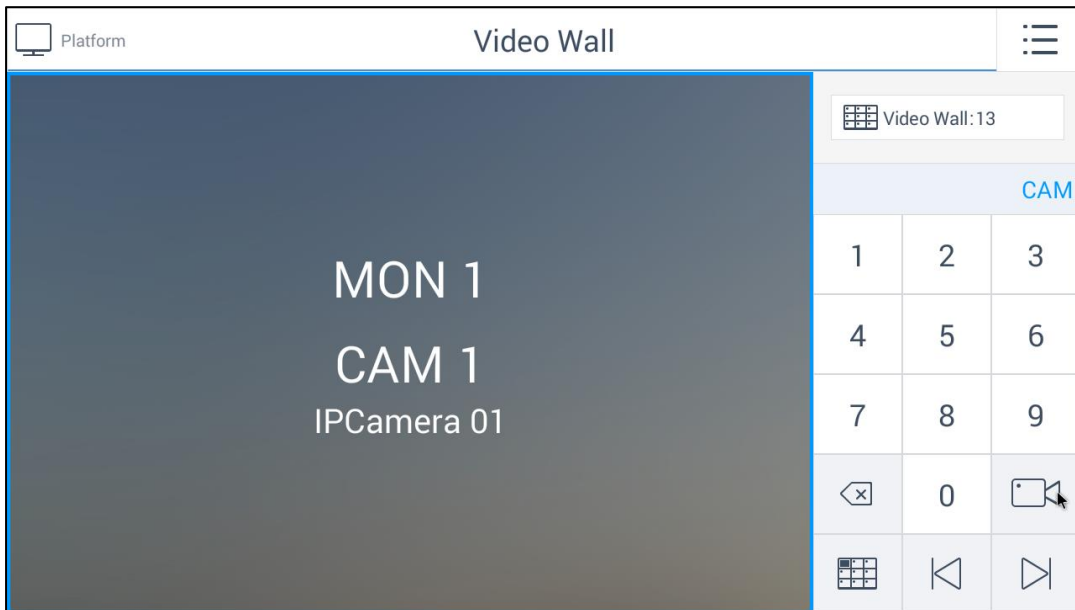 Platform
Video Wall
Video Wall:13
CAM
1 2 3
4 5 6
7 8 9
0
MON 1
CAM 1
IPCamera 01